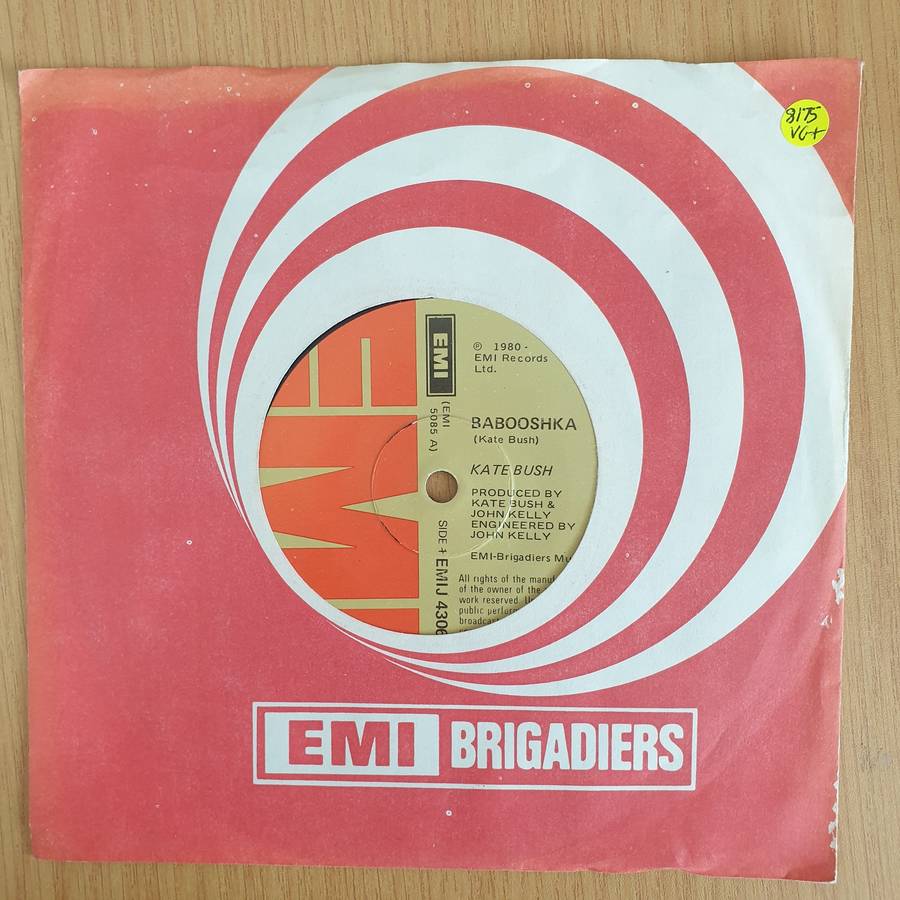 8175
VG+
EMI
EMI
(EMI
5085 A)
SIDE 1 EMIJ 4306
℗ 1980 -
EMI Records
Ltd.
BABOOSHKA
(Kate Bush)
KATE BUSH
PRODUCED BY
KATE BUSH &
JOHN KELLY
ENGINEERED BY
JOHN KELLY
EMI-Brigadiers Mu
All rights of the manuf
of the owner of the
work reserved. U
public perform
broadcas
EMI BRIGADIERS